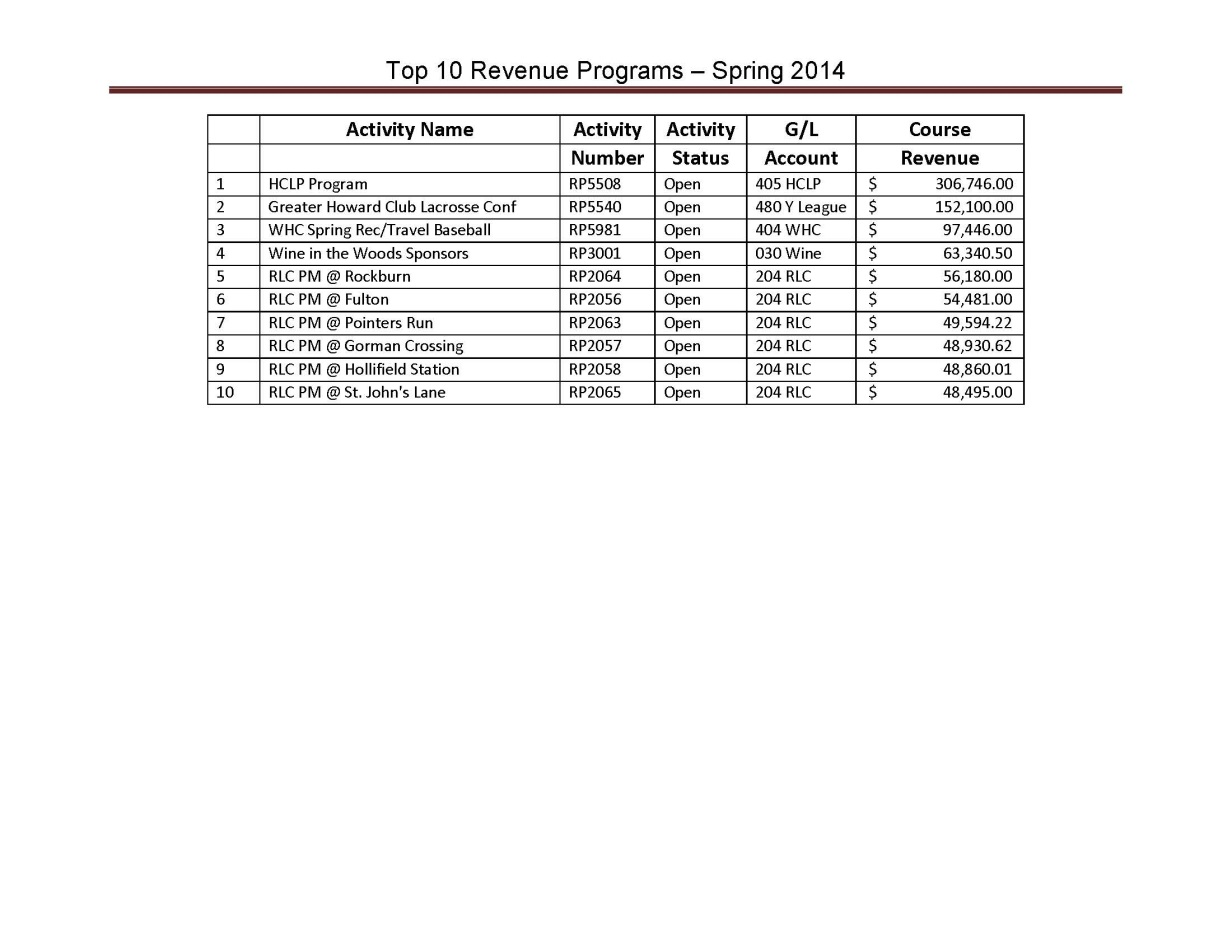 Top 10 Revenue Programs – Spring 2014
Activity Name Activity Activity G/L Course
Number Status Account Revenue
1 HCLP Program RP5508 Open 405 HCLP $ 306,746.00
2 Greater Howard Club Lacrosse Conf RP5540 Open 480 Y League $ 152,100.00
3 WHC Spring Rec/Travel Baseball RP5981 Open 404 WHC $ 97,446.00
4 Wine in the Woods Sponsors RP3001 Open 030 Wine $ 63,340.50
5 RLC PM @ Rockburn RP2064 Open 204 RLC $ 56,180.00
6 RLC PM @ Fulton RP2056 Open 204 RLC $ 54,481.00
7 RLC PM @ Pointers Run RP2063 Open 204 RLC $ 49,594.22
8 RLC PM @ Gorman Crossing RP2057 Open 204 RLC $ 48,930.62
9 RLC PM @ Hollifield Station RP2058 Open 204 RLC $ 48,860.01
10 RLC PM @ St. John's Lane RP2065 Open 204 RLC $ 48,495.00